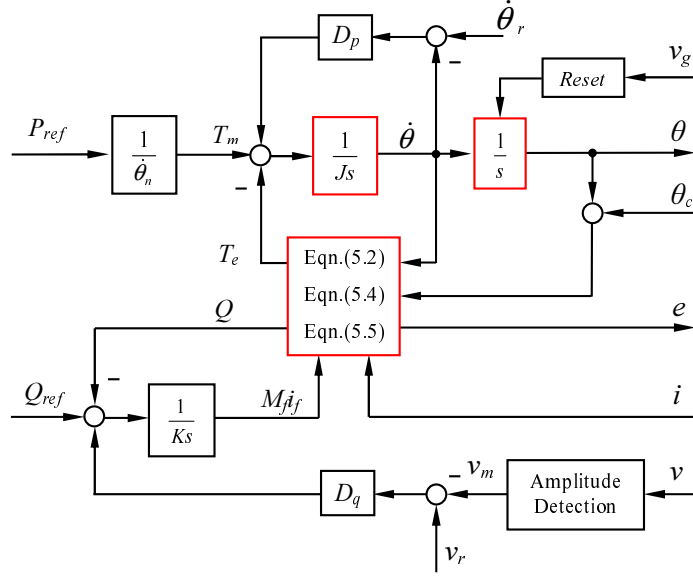 D_p
θ̇_r
v_g
Reset
P_ref
1
θ̇_n
T_m
1
Js
θ̇
1
s
θ
θ_c
T_e
Eqn.(5.2)
Eqn.(5.4)
Eqn.(5.5)
Q
e
Q_ref
1
Ks
M_f i_f
i
D_q
v_m
Amplitude
Detection
v
v_r